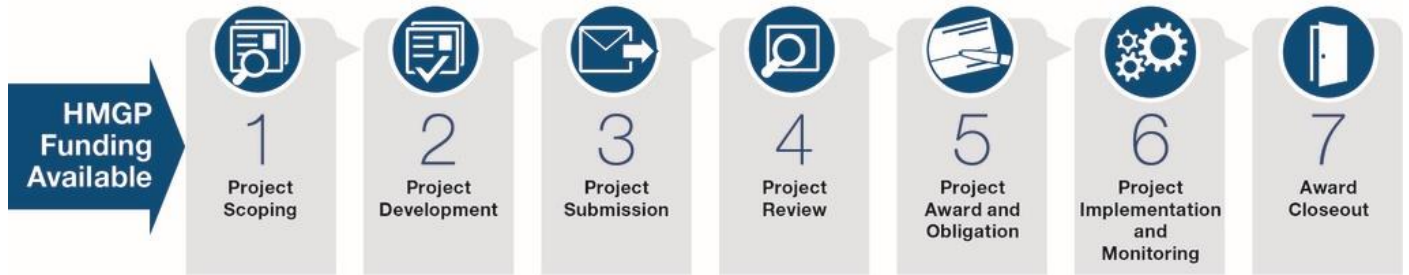 HMGP
Funding
Available
1
Project
Scoping
2
Project
Development
3
Project
Submission
4
Project
Review
5
Project
Award and
Obligation
6
Project
Implementation
and
Monitoring
7
Award
Closeout